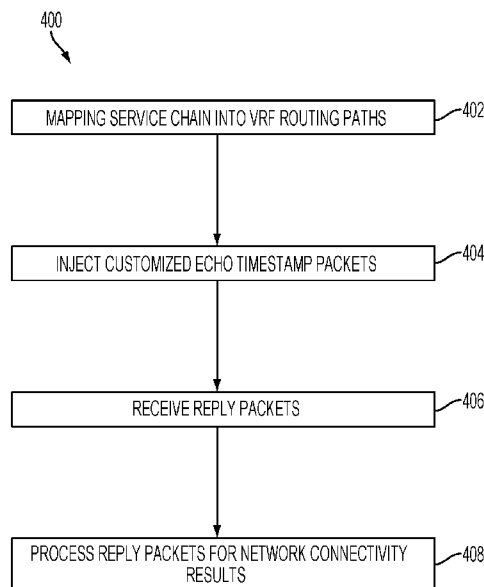 400
MAPPING SERVICE CHAIN INTO VRF ROUTING PATHS
402
INJECT CUSTOMIZED ECHO TIMESTAMP PACKETS
404
RECEIVE REPLY PACKETS
406
PROCESS REPLY PACKETS FOR NETWORK CONNECTIVITY
RESULTS
408